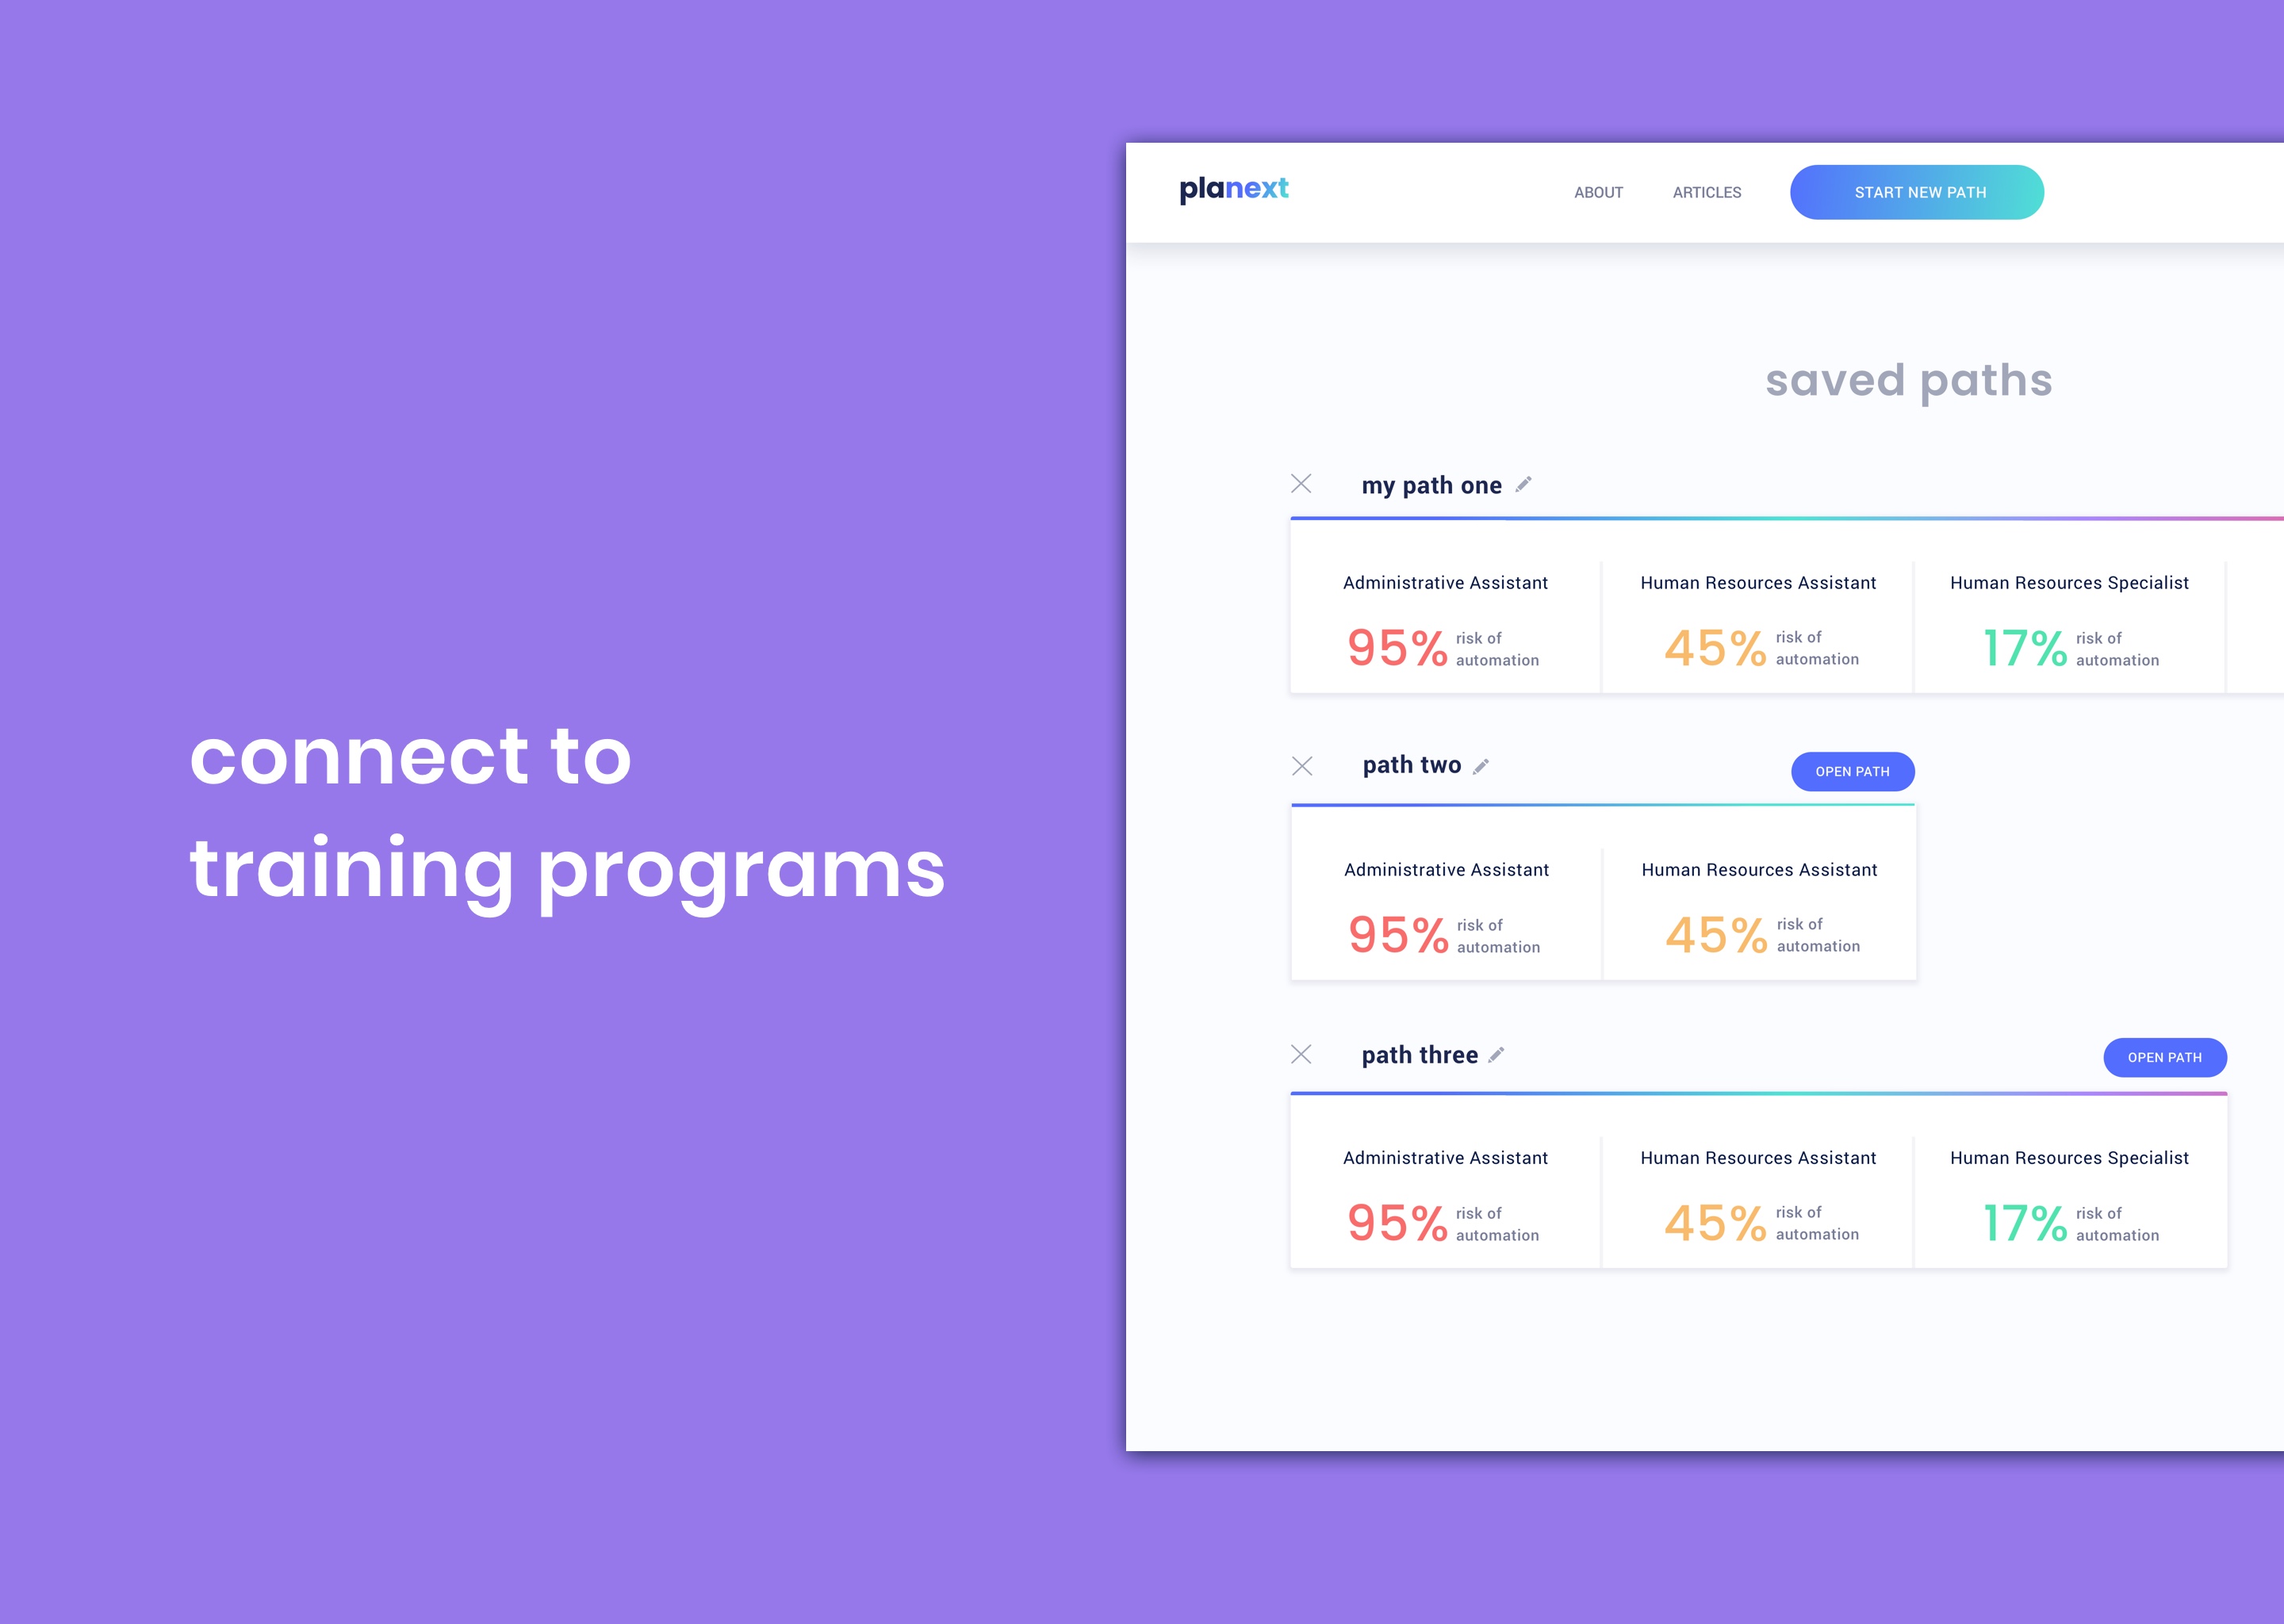 connect to
training programs
planext
ABOUT
ARTICLES
START NEW PATH
saved paths
my path one
Administrative Assistant
95% risk of
automation
Human Resources Assistant
45% risk of
automation
Human Resources Specialist
17% risk of
automation
path two
OPEN PATH
Administrative Assistant
95% risk of
automation
Human Resources Assistant
45% risk of
automation
path three
OPEN PATH
Administrative Assistant
95% risk of
automation
Human Resources Assistant
45% risk of
automation
Human Resources Specialist
17% risk of
automation